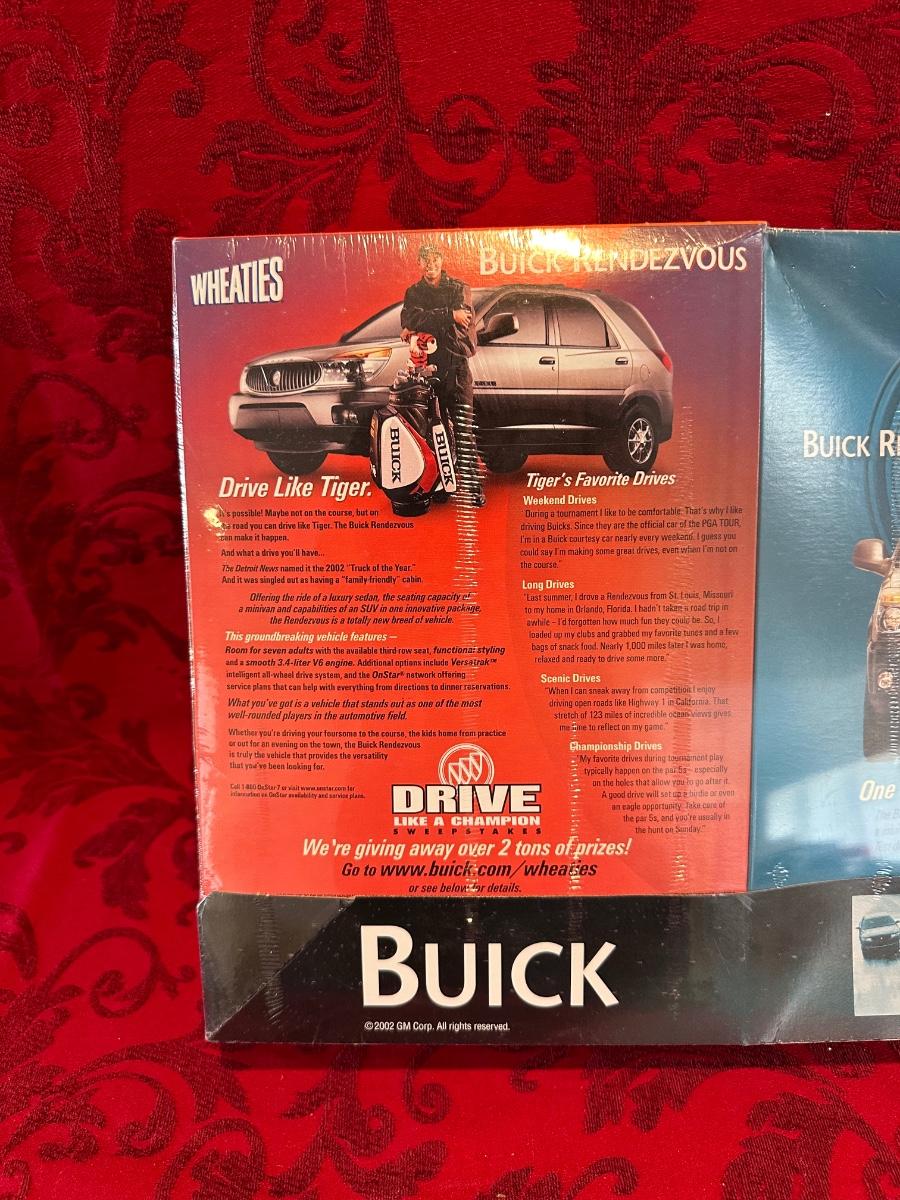 WHEATIES
BUICK RENDEZVOUS
BUICK
BUICK
Drive Like Tiger.
It's possible! Maybe not on the course, but on
the road you can drive like Tiger. The Buick Rendezvous
can make it happen.
And what a drive you'll have...
The Detroit News named it the 2002 "Truck of the Year."
And it was singled out as having a "family-friendly" cabin.
Offering the ride of a luxury sedan, the seating capacity of
a minivan and capabilities of an SUV in one innovative package,
the Rendezvous is a totally new breed of vehicle.
This groundbreaking vehicle features —
Room for seven adults with the available third-row seat, functional styling
and a smooth 3.4-liter V6 engine. Additional options include Versatrak™
intelligent all-wheel drive system, and the OnStar® network offering
service plans that can help with everything from directions to dinner reservations.
What you've got is a vehicle that stands out as one of the most
well-rounded players in the automotive field.
Whether you're driving your foursome to the course, the kids home from practice
or out for an evening on the town, the Buick Rendezvous
is truly the vehicle that provides the versatility
that you've been looking for.
Call 1-800-OnStar-7 or visit www.onstar.com for
information on OnStar availability and service plans.
Tiger's Favorite Drives
Weekend Drives
"During a tournament I like to be comfortable. That's why I like
driving Buicks. Since they are the official car of the PGA TOUR,
I'm in a Buick courtesy car nearly every weekend. I guess you
could say I'm making some great drives, even when I'm not on
the course."
Long Drives
"Last summer, I drove a Rendezvous from St. Louis, Missouri
to my home in Orlando, Florida. I hadn't taken a road trip in
awhile – I'd forgotten how much fun they could be. So, I
loaded up my clubs and grabbed my favorite tunes and a few
bags of snack food. Nearly 1,000 miles later I was home,
relaxed and ready to drive some more."
Scenic Drives
"When I can sneak away from competition I enjoy
driving open roads like Highway 1 in California. That
stretch of 123 miles of incredible ocean views gives
me time to reflect on my game."
Championship Drives
"My favorite drives during tournament play
typically happen on the par 5s – especially
on the holes that allow you to go after it.
A good drive will set up a birdie or even
an eagle opportunity. Take care of
the par 5s, and you're usually in
the hunt on Sunday."
DRIVE
LIKE A CHAMPION
SWEEPSTAKES
We're giving away over 2 tons of prizes!
Go to www.buick.com/wheaties
or see below for details.
BUICK
©2002 GM Corp. All rights reserved.
BUICK
One